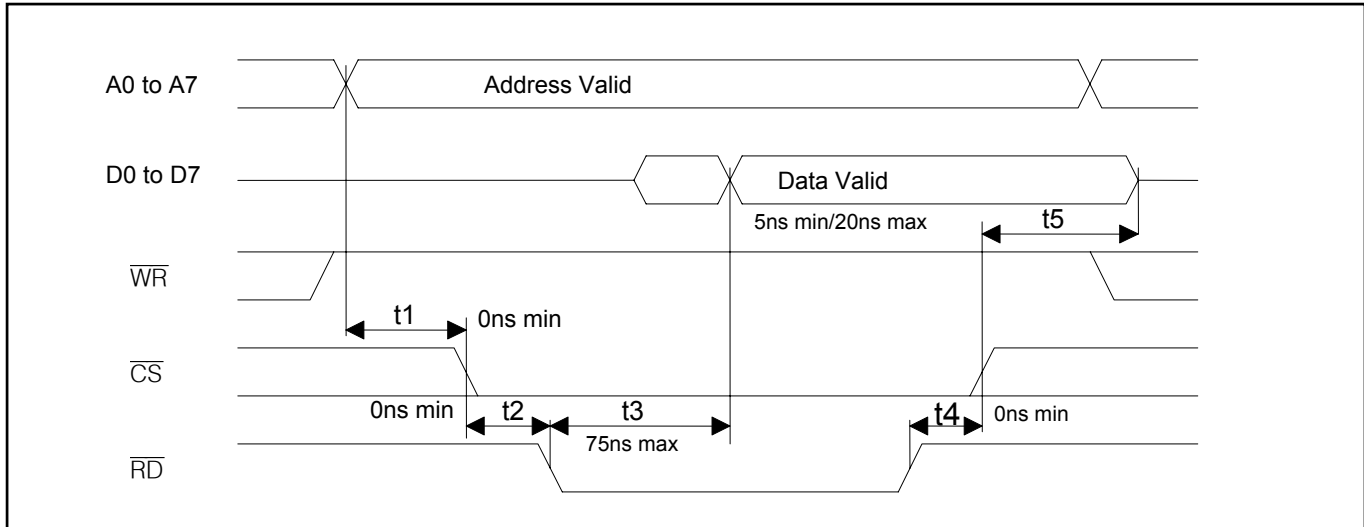 A0 to A7
Address Valid
D0 to D7
Data Valid
5ns min/20ns max
t5
WR
t1
0ns min
CS
0ns min
t2
t3
t4
0ns min
75ns max
RD